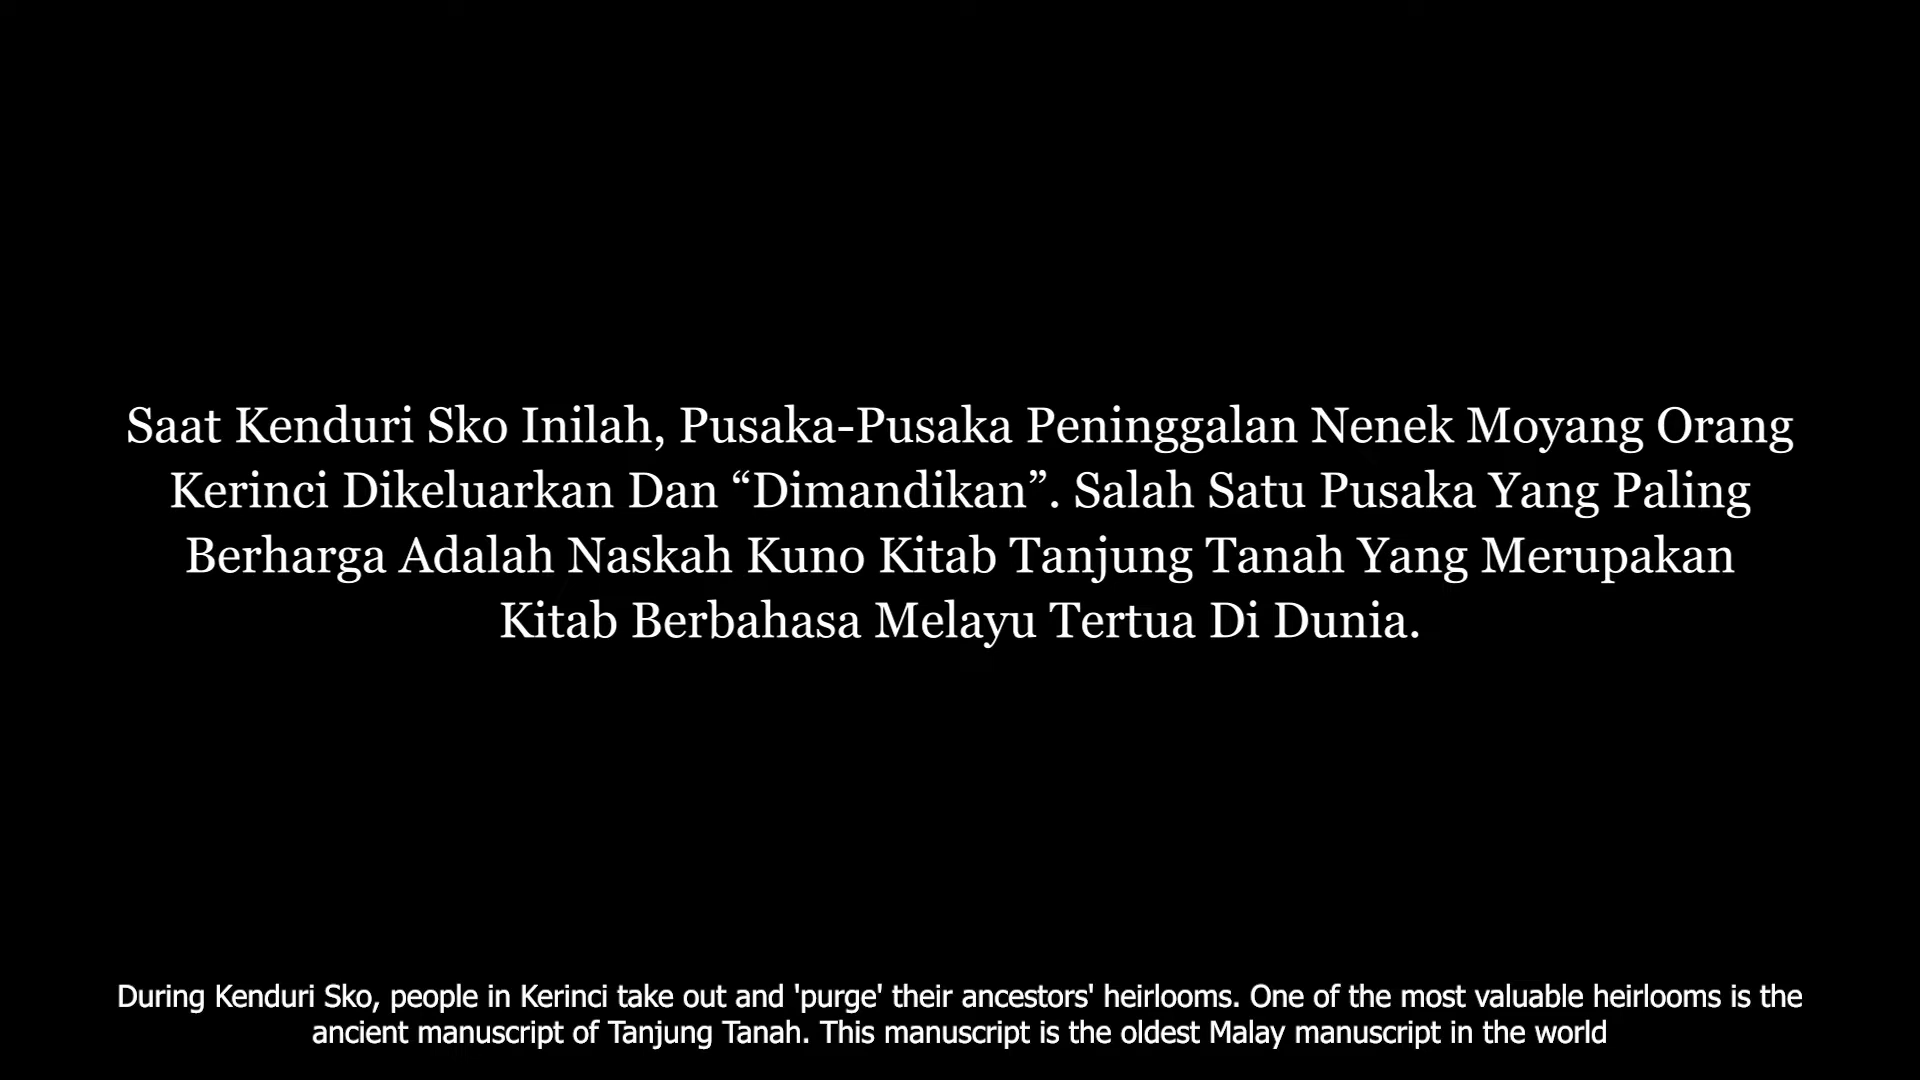 Saat Kenduri Sko Inilah, Pusaka-Pusaka Peninggalan Nenek Moyang Orang
Kerinci Dikeluarkan Dan “Dimandikan”. Salah Satu Pusaka Yang Paling
Berharga Adalah Naskah Kuno Kitab Tanjung Tanah Yang Merupakan
Kitab Berbahasa Melayu Tertua Di Dunia.
During Kenduri Sko, people in Kerinci take out and 'purge' their ancestors' heirlooms. One of the most valuable heirlooms is the
ancient manuscript of Tanjung Tanah. This manuscript is the oldest Malay manuscript in the world